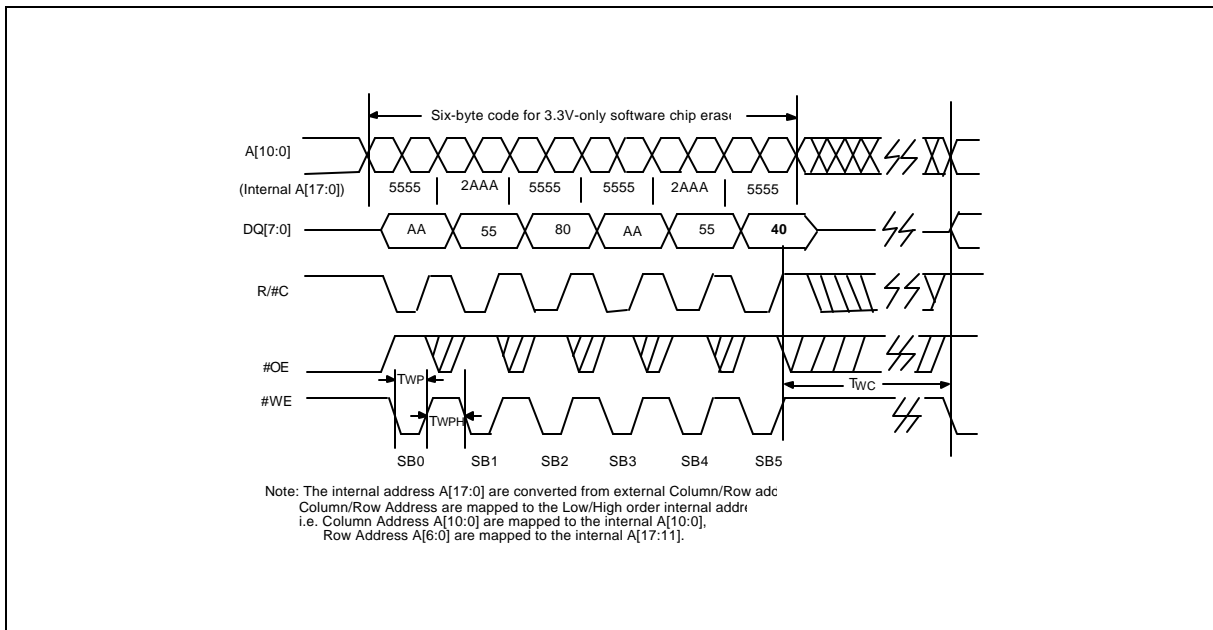 Six-byte code for 3.3V-only software chip erase
A[10:0]
(Internal A[17:0])
5555 2AAA 5555 5555 2AAA 5555
DQ[7:0]
AA 55 80 AA 55 40
R/#C
#OE
TWP
TWC
#WE
TWPH
SB0 SB1 SB2 SB3 SB4 SB5
Note: The internal address A[17:0] are converted from external Column/Row add
Column/Row Address are mapped to the Low/High order internal addre
i.e. Column Address A[10:0] are mapped to the internal A[10:0],
Row Address A[6:0] are mapped to the internal A[17:11].